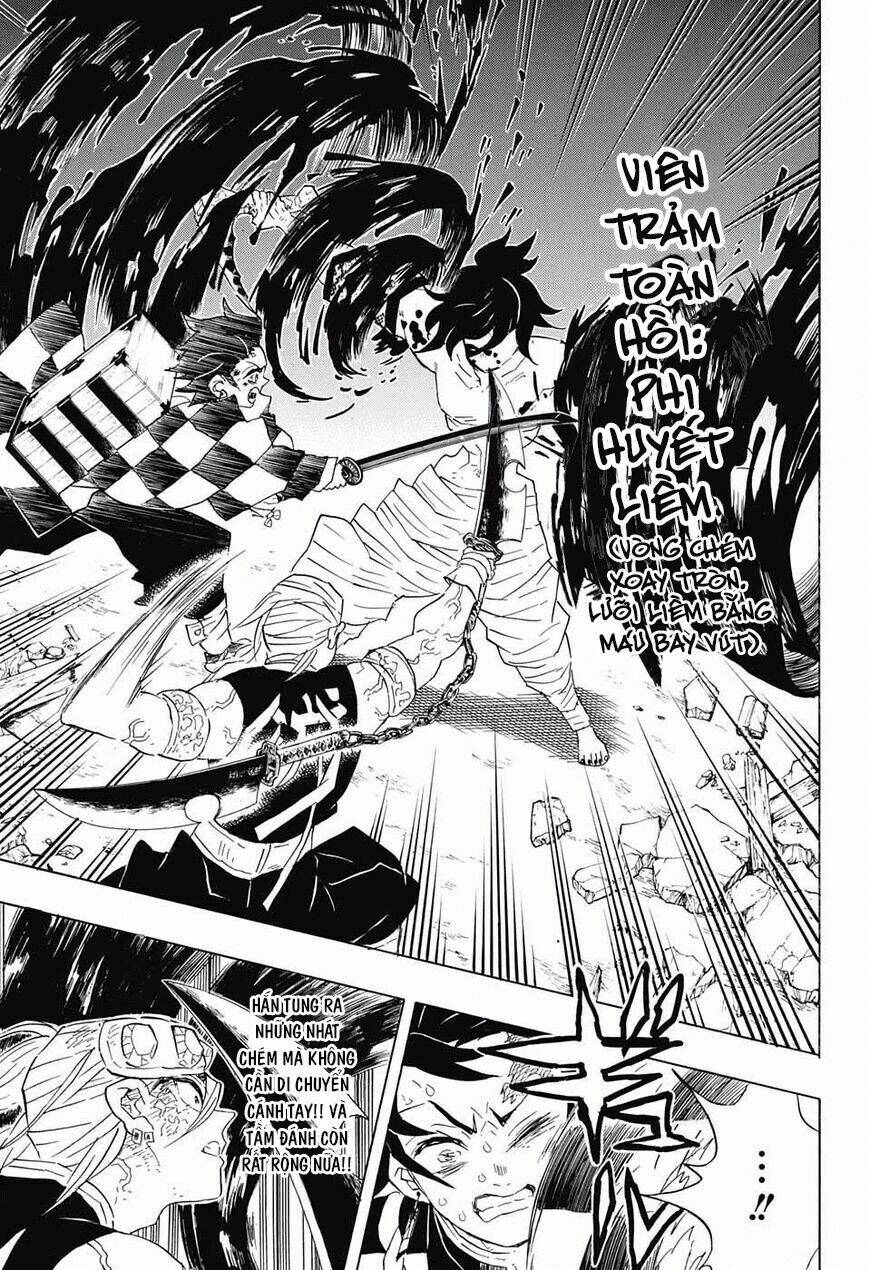 VIÊN
TRẢM
TOÀN
HỒI:
PHI
HUYẾT
LIỀM.
(VÒNG CHÉM
XOAY TRÒN,
LƯỠI LIỀM BẰNG
MÁU BAY VÚT)
...!!
HẮN TUNG RA
NHỮNG NHÁT
CHÉM MÀ KHÔNG
CẦN DI CHUYỂN
CÁNH TAY!! VÀ
TẦM ĐÁNH CÒN
RẤT RỘNG NỮA!!